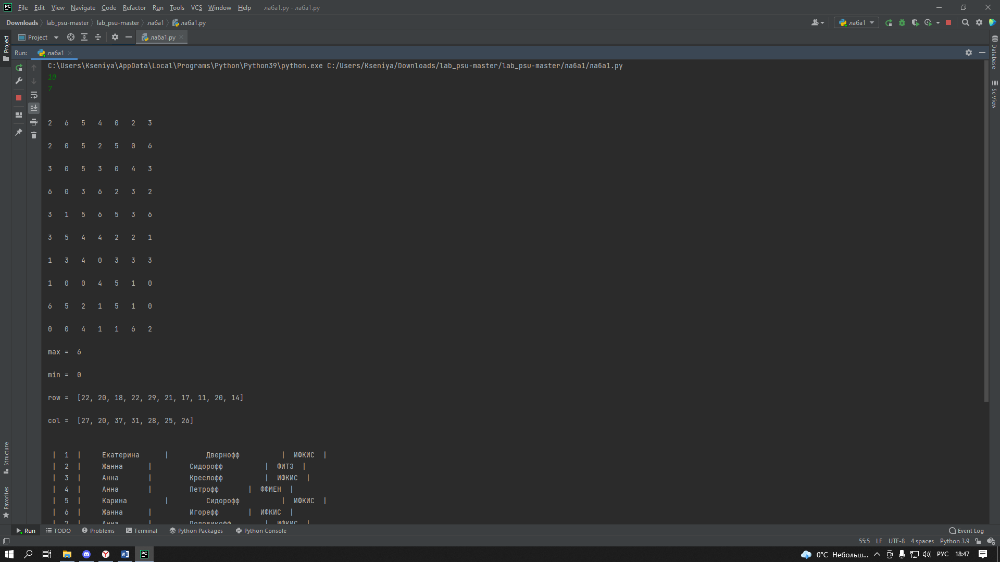 PC File Edit View Navigate Code Refactor Run Tools VCS Window Help лаба1.py - лаба1.py
Downloads lab_psu-master lab_psu-master лаба1 лаба1.py лаба1
Project лаба1.py
Project
Run: лаба1
Database
SciView
C:\Users\Kseniya\AppData\Local\Programs\Python\Python39\python.exe C:/Users/Kseniya/Downloads/lab_psu-master/lab_psu-master/лаба1/лаба1.py
10
7
2 6 5 4 0 2 3
2 0 5 2 5 0 6
3 0 5 3 0 4 3
6 0 3 6 2 3 2
3 1 5 6 5 3 6
3 5 4 4 2 2 1
1 3 4 0 3 3 3
1 0 0 4 5 1 0
6 5 2 1 5 1 0
0 0 4 1 1 6 2
max = 6
min = 0
row = [22, 20, 18, 22, 29, 21, 17, 11, 20, 14]
col = [27, 20, 37, 31, 28, 25, 26]
| 1 | Екатерина | Двернофф | ИФКИС |
| 2 | Жанна | Сидорофф | ФИТЭ |
| 3 | Анна | Креслофф | ИФКИС |
| 4 | Анна | Петрофф | ФФМЕН |
| 5 | Карина | Сидорофф | ИФКИС |
| 6 | Жанна | Игорефф | ИФКИС |
| 7 | Анна | | ИФКИС |
Structure
Favorites
Run TODO Problems Terminal Python Packages Python Console Event Log
55:5 LF UTF-8 4 spaces Python 3.9
PC 0°C Небольш... РУС 18:47